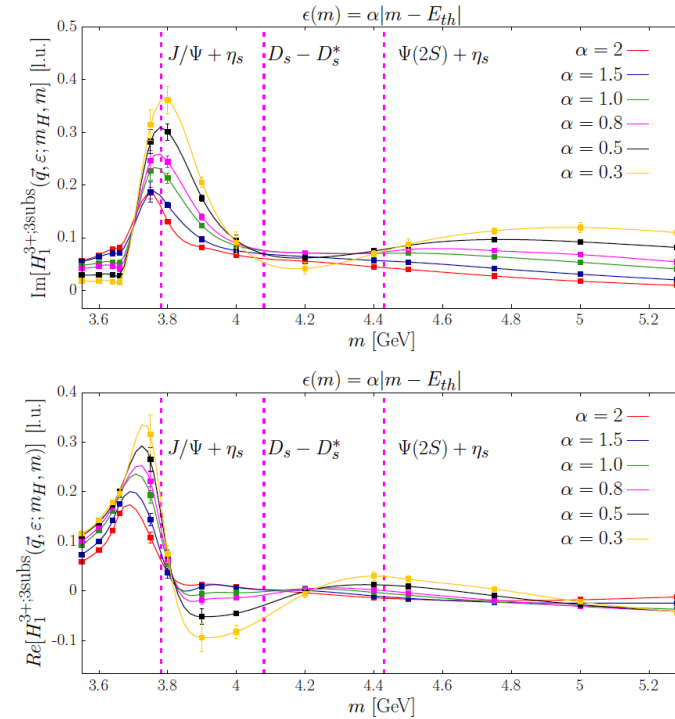 ϵ(m) = α|m − E_{th}|
Im[H_1^{3+;3subs}(q⃗, ε; m_H, m] [l.u.]
0.5
0.4
0.3
0.2
0.1
0
J/Ψ + η_s
D_s − D_s^*
Ψ(2S) + η_s
α = 2
α = 1.5
α = 1.0
α = 0.8
α = 0.5
α = 0.3
3.6 3.8 4 4.2 4.4 4.6 4.8 5 5.2
m [GeV]
ϵ(m) = α|m − E_{th}|
Re[H_1^{3+;3subs}(q⃗, ε; m_H, m)] [l.u.]
0.4
0.3
0.2
0.1
0
-0.1
J/Ψ + η_s
D_s − D_s^*
Ψ(2S) + η_s
α = 2
α = 1.5
α = 1.0
α = 0.8
α = 0.5
α = 0.3
3.6 3.8 4 4.2 4.4 4.6 4.8 5 5.2
m [GeV]